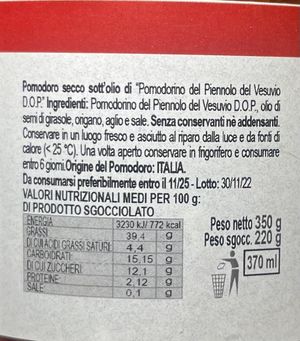 Pomodoro secco sott'olio di "Pomodorino del Piennolo del Vesuvio
D.O.P." Ingredienti: Pomodorino del Piennolo del Vesuvio D.O.P., olio di
semi di girasole, origano, aglio e sale. Senza conservanti nè addensanti.
Conservare in un luogo fresco e asciutto al riparo dalla luce e da fonti di
calore (< 25 °C). Una volta aperto conservare in frigorifero e consumare
entro 6 giorni. Origine del Pomodoro: ITALIA.
Da consumarsi preferibilmente entro il 11/25 - Lotto: 30/11/22
VALORI NUTRIZIONALI MEDI PER 100 g:
DI PRODOTTO SGOCCIOLATO
ENERGIA 3230 kJ/ 772 kcal
GRASSI: 39,4 g
DI CUI ACIDI GRASSI SATURI: 4,4 g
CARBOIDRATI: 15,15 g
DI CUI ZUCCHERI: 12,1 g
PROTEINE: 2,12 g
SALE: 0,1 g
Peso netto 350 g
Peso sgocc. 220 g
370 ml